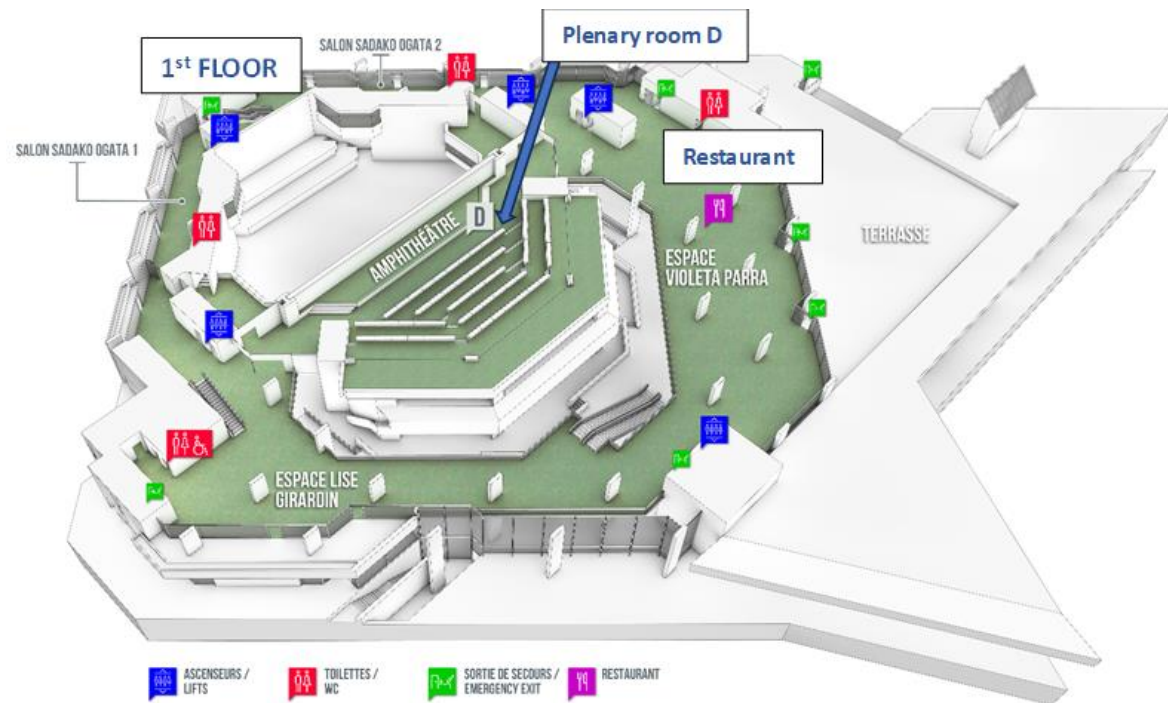 SALON SADAKO OGATA 2
Plenary room D
1st FLOOR
SALON SADAKO OGATA 1
Restaurant
D
AMPHITHÉÂTRE
TERRASSE
ESPACE
VIOLETA PARRA
ESPACE LISE
GIRARDIN
ASCENSEURS /
LIFTS
TOILETTES /
WC
SORTIE DE SECOURS /
EMERGENCY EXIT
RESTAURANT